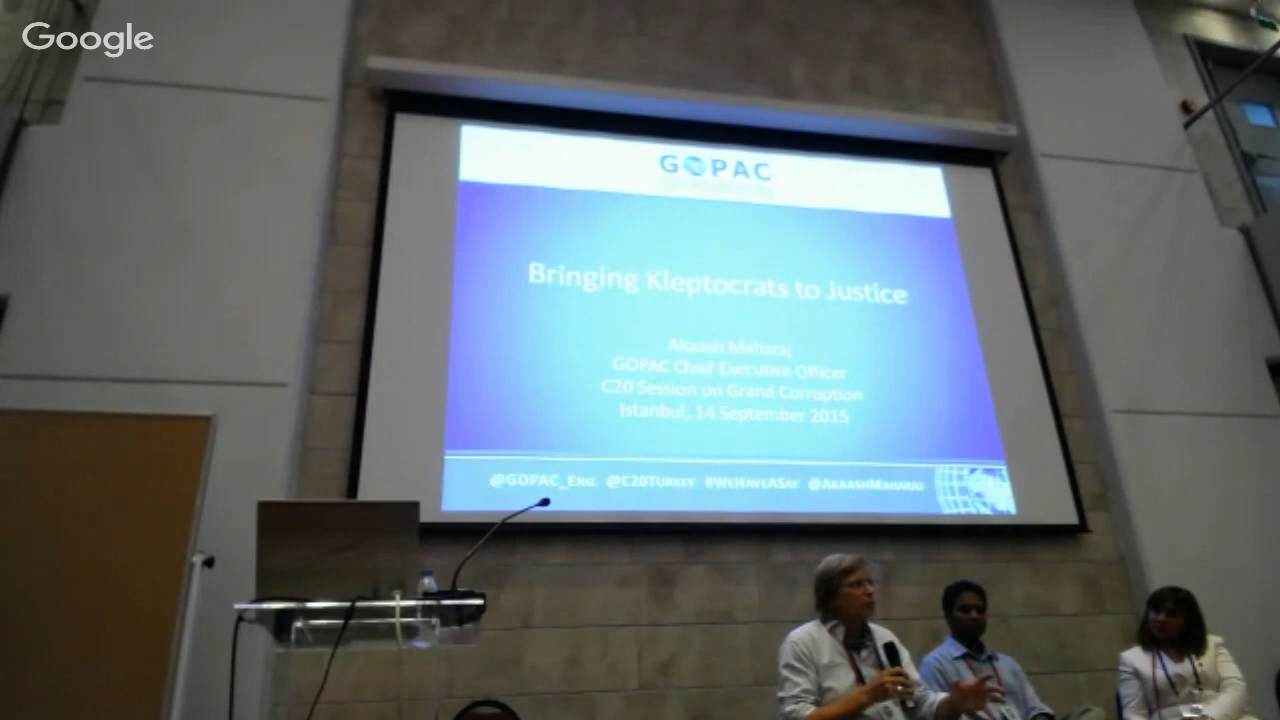 Google
GOPAC
Bringing Kleptocrats to Justice
Akaash Maharaj
GOPAC Chief Executive Officer
C20 Session on Grand Corruption
Istanbul, 14 September 2015
@GOPAC_Eng @C20Turkey #WeHaveASay @AkaashMaharaj